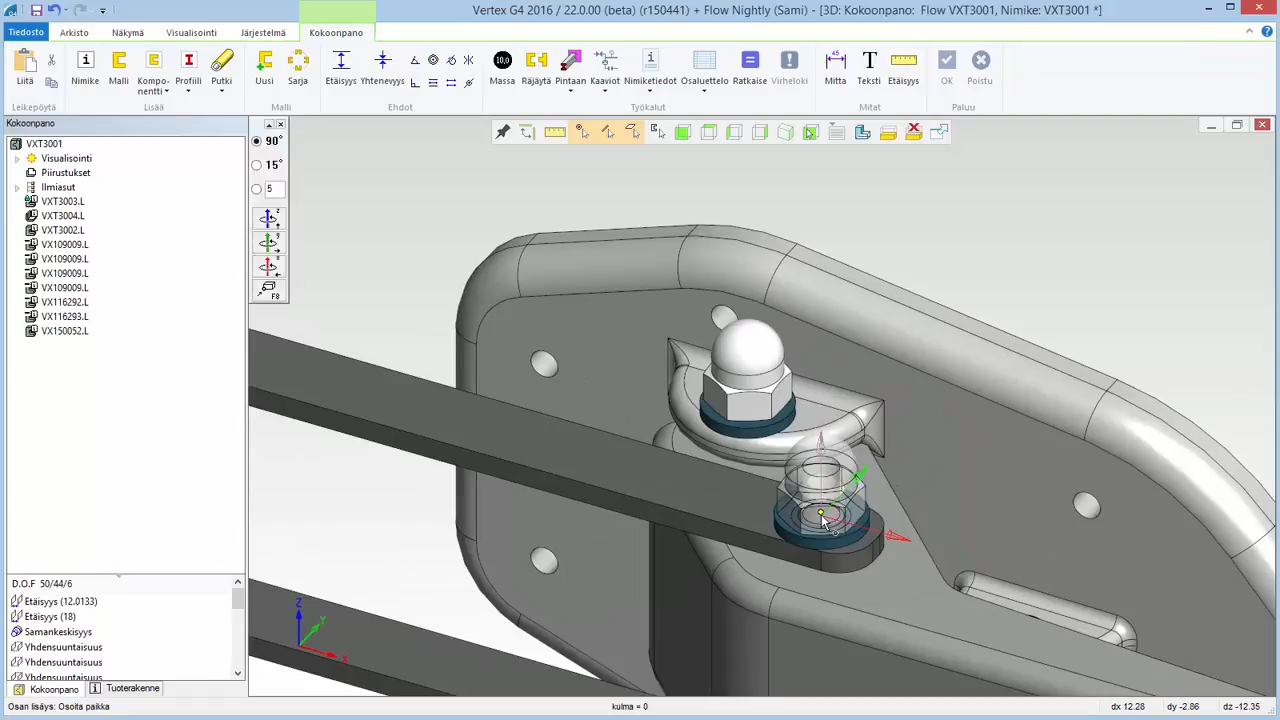 Vertex G4 2016 / 22.0.00 (beta) (r150441) + Flow Nightly (Sami) - [3D: Kokoonpano: Flow VXT3001, Nimike: VXT3001 *]
Tiedosto Arkisto Näkymä Visualisointi Järjestelmä Kokoonpano
10,0 45
Liitä Nimike Malli Kompo- Profiili Putki Uusi Sarja Etäisyys Yhtenevyys Massa Räjäytä Pintaan Kaaviot Nimiketiedot Osaluettelo Ratkaise Virheloki Mitta Teksti Etäisyys OK Poistu
nentti
Leikepöytä Lisää Malli Ehdot Työkalut Mitat Paluu
Kokoonpano
VXT3001
Visualisointi
Piirustukset
Ilmiasut
VXT3003.L
VXT3004.L
VXT3002.L
VX109009.L
VX109009.L
VX109009.L
VX109009.L
VX116292.L
VX116293.L
VX150052.L
90°
15°
5
z
y
x
F8
D.O.F 50/44/6
Etäisyys (12.0133)
Etäisyys (18)
Samankeskisyys
Yhdensuuntaisuus
Yhdensuuntaisuus
Yhdensuuntaisuus
Z
Y
X
Kokoonpano Tuoterakenne
Osan lisäys: Osoita paikka kulma = 0 dx 12.28 dy -2.86 dz -12.35